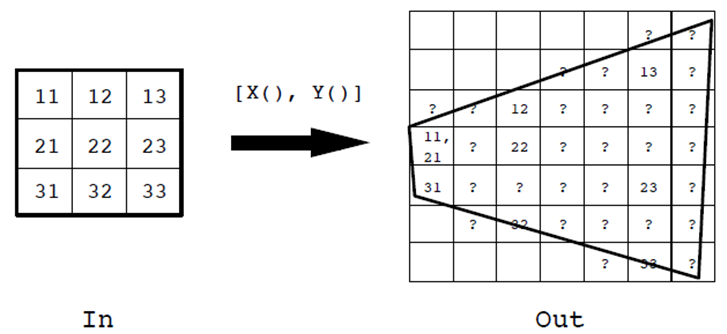 ? ?
[X(), Y()]
? ? 13 ?
11 12 13
? ? 12 ? ? ? ?
11, ? ? ? ? ?
21 22 23
21 22
31 32 33
31 ? ? ? ? 23 ?
? 32 ? ? ? ?
? 33 ?
In
Out